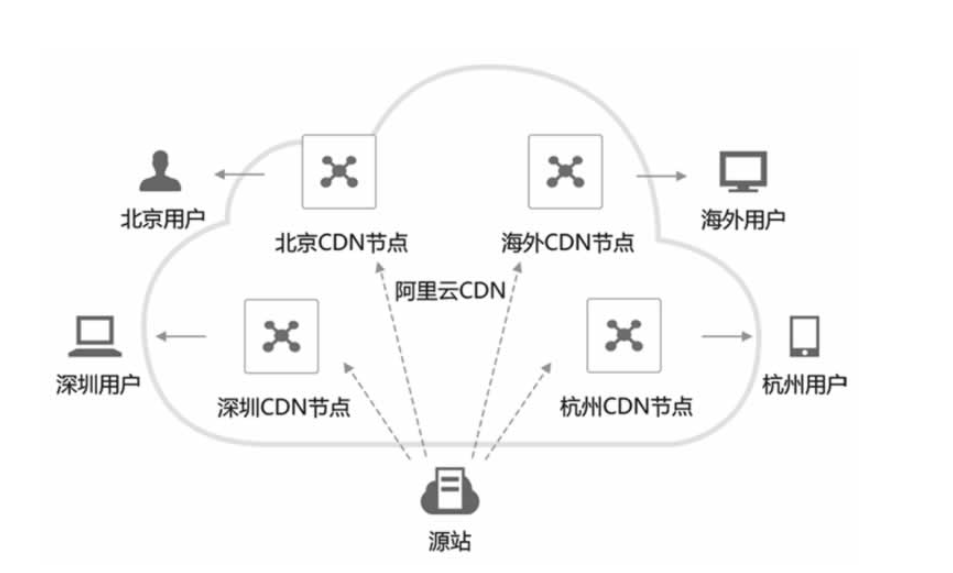 北京用户
海外用户
北京CDN节点
海外CDN节点
阿里云CDN
深圳用户
杭州用户
深圳CDN节点
杭州CDN节点
源站